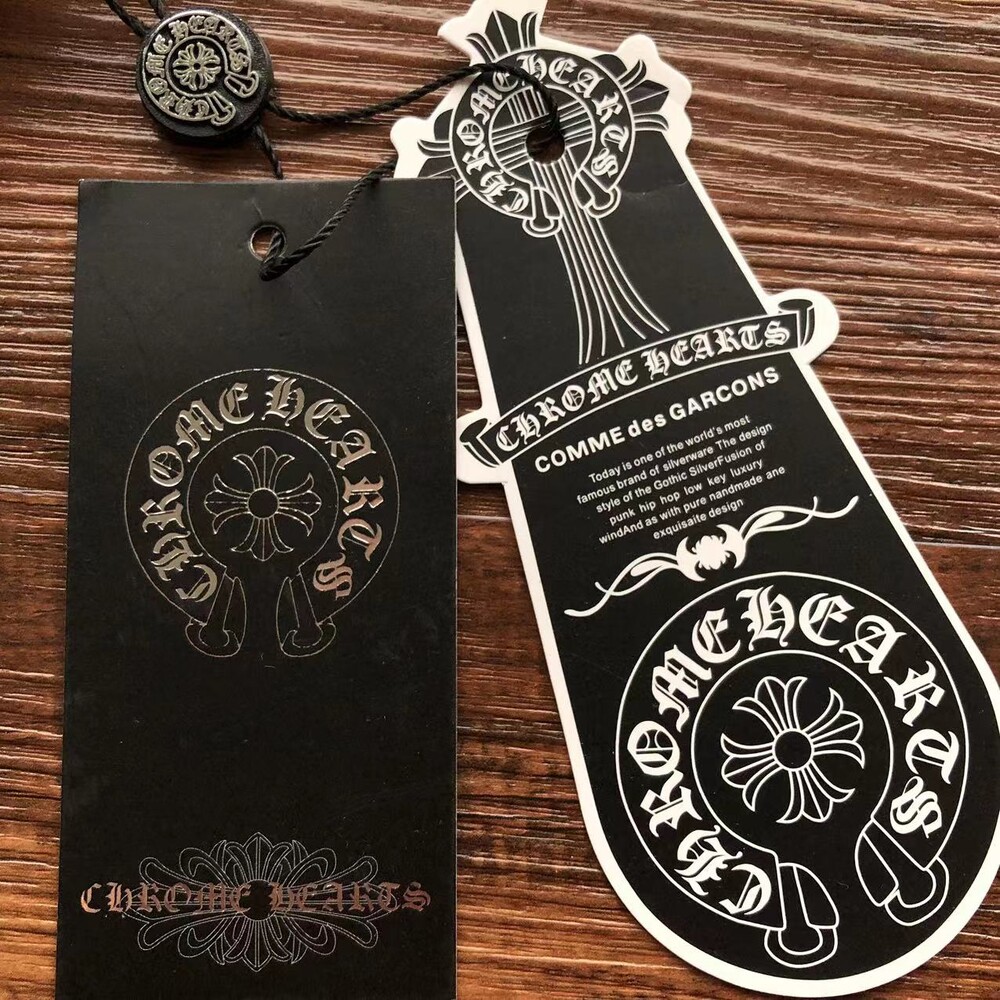 CHROME HEARTS
CHROME HEARTS
CHROME HEARTS
COMME des GARCONS
Today is one of the world's most
famous brand of silverware The design
style of the Gothic SilverFusion of
punk hip hop low key luxury
windAnd as with pure nandmade ane
exquisaite design
CHROME HEARTS
CHROME HEARTS
CHROME HEARTS